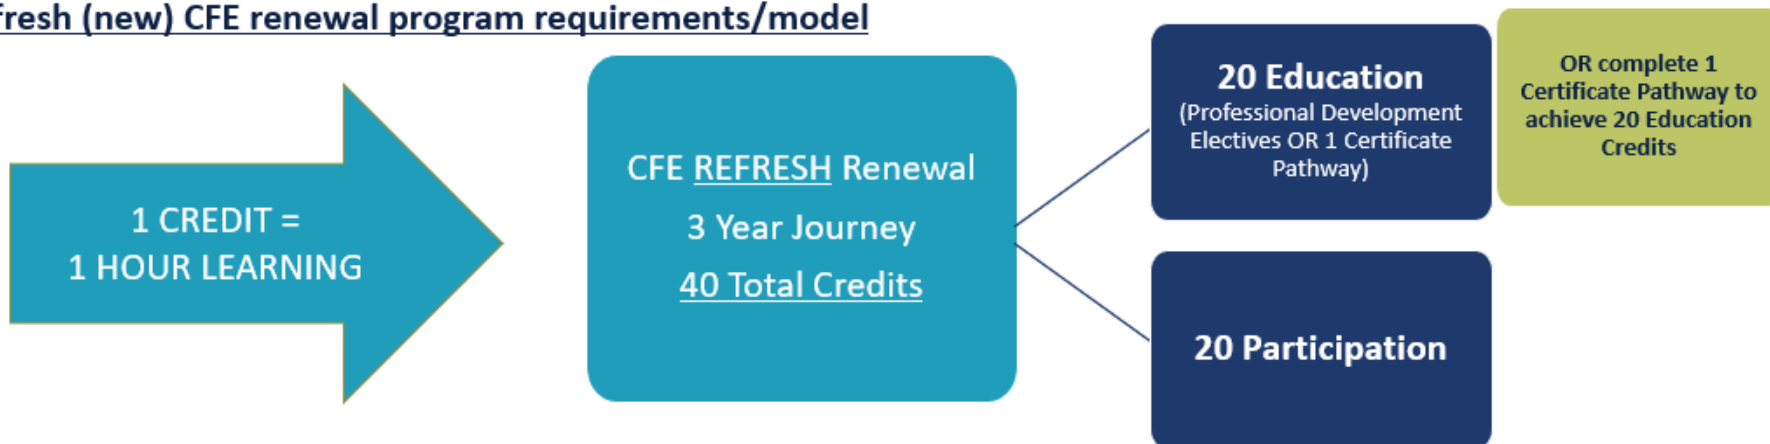 fresh (new) CFE renewal program requirements/model
1 CREDIT =
1 HOUR LEARNING
CFE REFRESH Renewal
3 Year Journey
40 Total Credits
20 Education
(Professional Development
Electives OR 1 Certificate
Pathway)
OR complete 1
Certificate Pathway to
achieve 20 Education
Credits
20 Participation